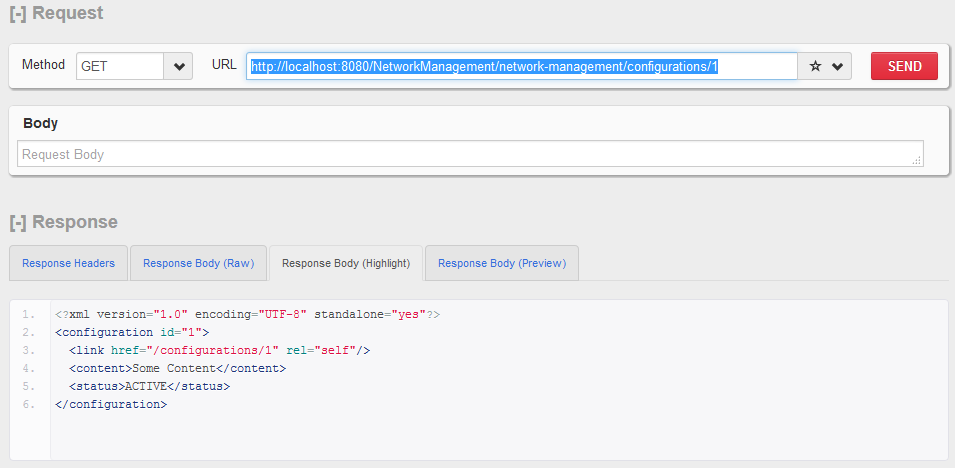 [-] Request
Method GET URL http://localhost:8080/NetworkManagement/network-management/configurations/1 SEND
Body
Request Body
[-] Response
Response Headers Response Body (Raw) Response Body (Highlight) Response Body (Preview)
1. <?xml version="1.0" encoding="UTF-8" standalone="yes"?>
2. <configuration id="1">
3. <link href="/configurations/1" rel="self"/>
4. <content>Some Content</content>
5. <status>ACTIVE</status>
6. </configuration>